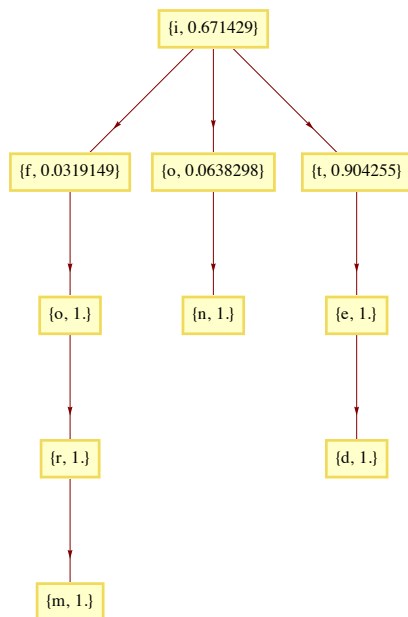 {i, 0.671429}
{f, 0.0319149} {o, 0.0638298} {t, 0.904255}
{o, 1.} {n, 1.} {e, 1.}
{r, 1.} {d, 1.}
{m, 1.}